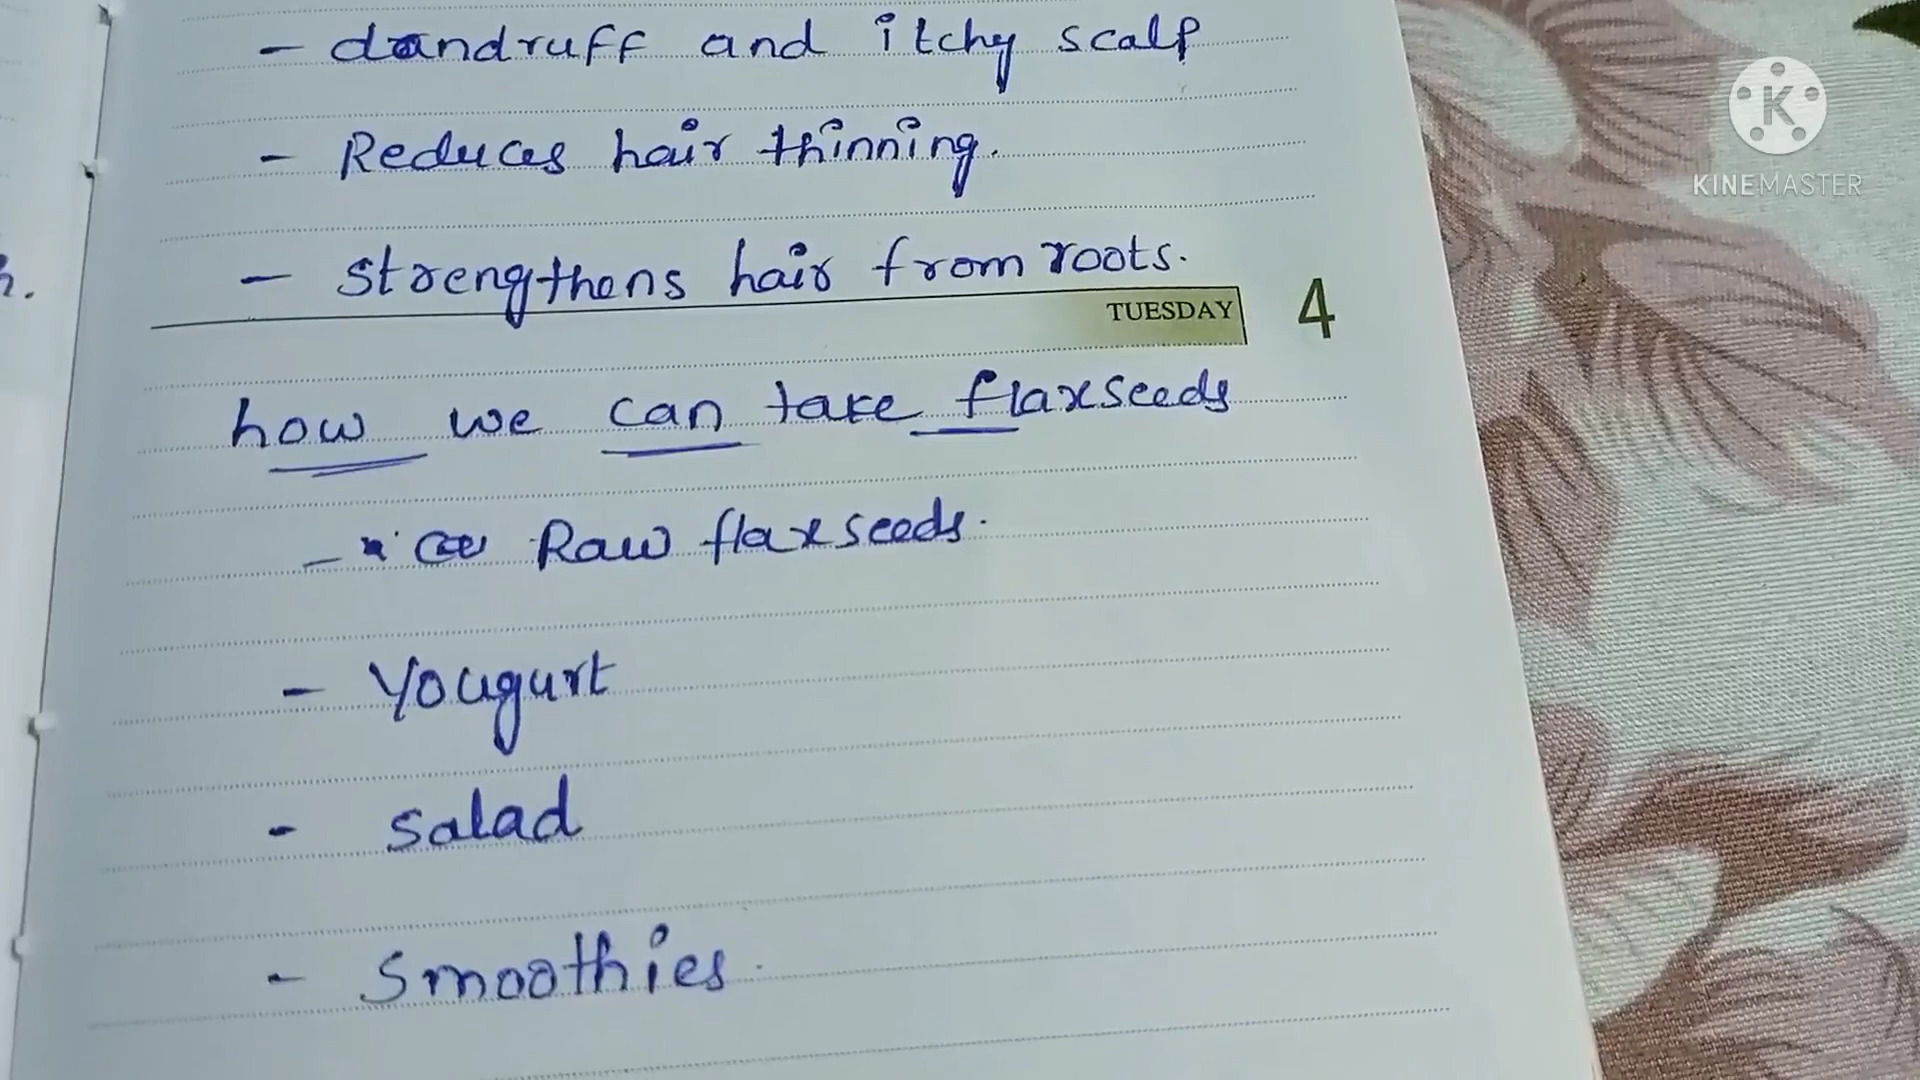 - dandruff and itchy scalp
- Reduces hair thinning.
h.
- Strengthens hair from roots.
TUESDAY 4
how we can take flaxseeds
- Raw flaxseeds.
- Yougurt
- Salad
- Smoothies.
K
KINEMASTER